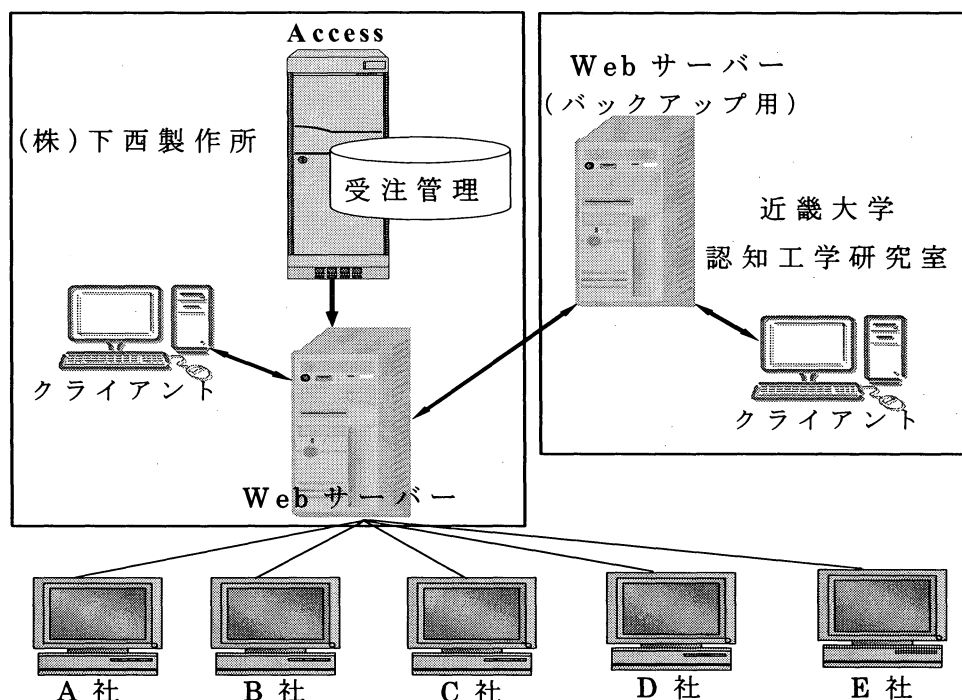 Access
(株)下西製作所
受注管理
クライアント
Webサーバー
Webサーバー
(バックアップ用)
近畿大学
認知工学研究室
クライアント
A社
B社
C社
D社
E社